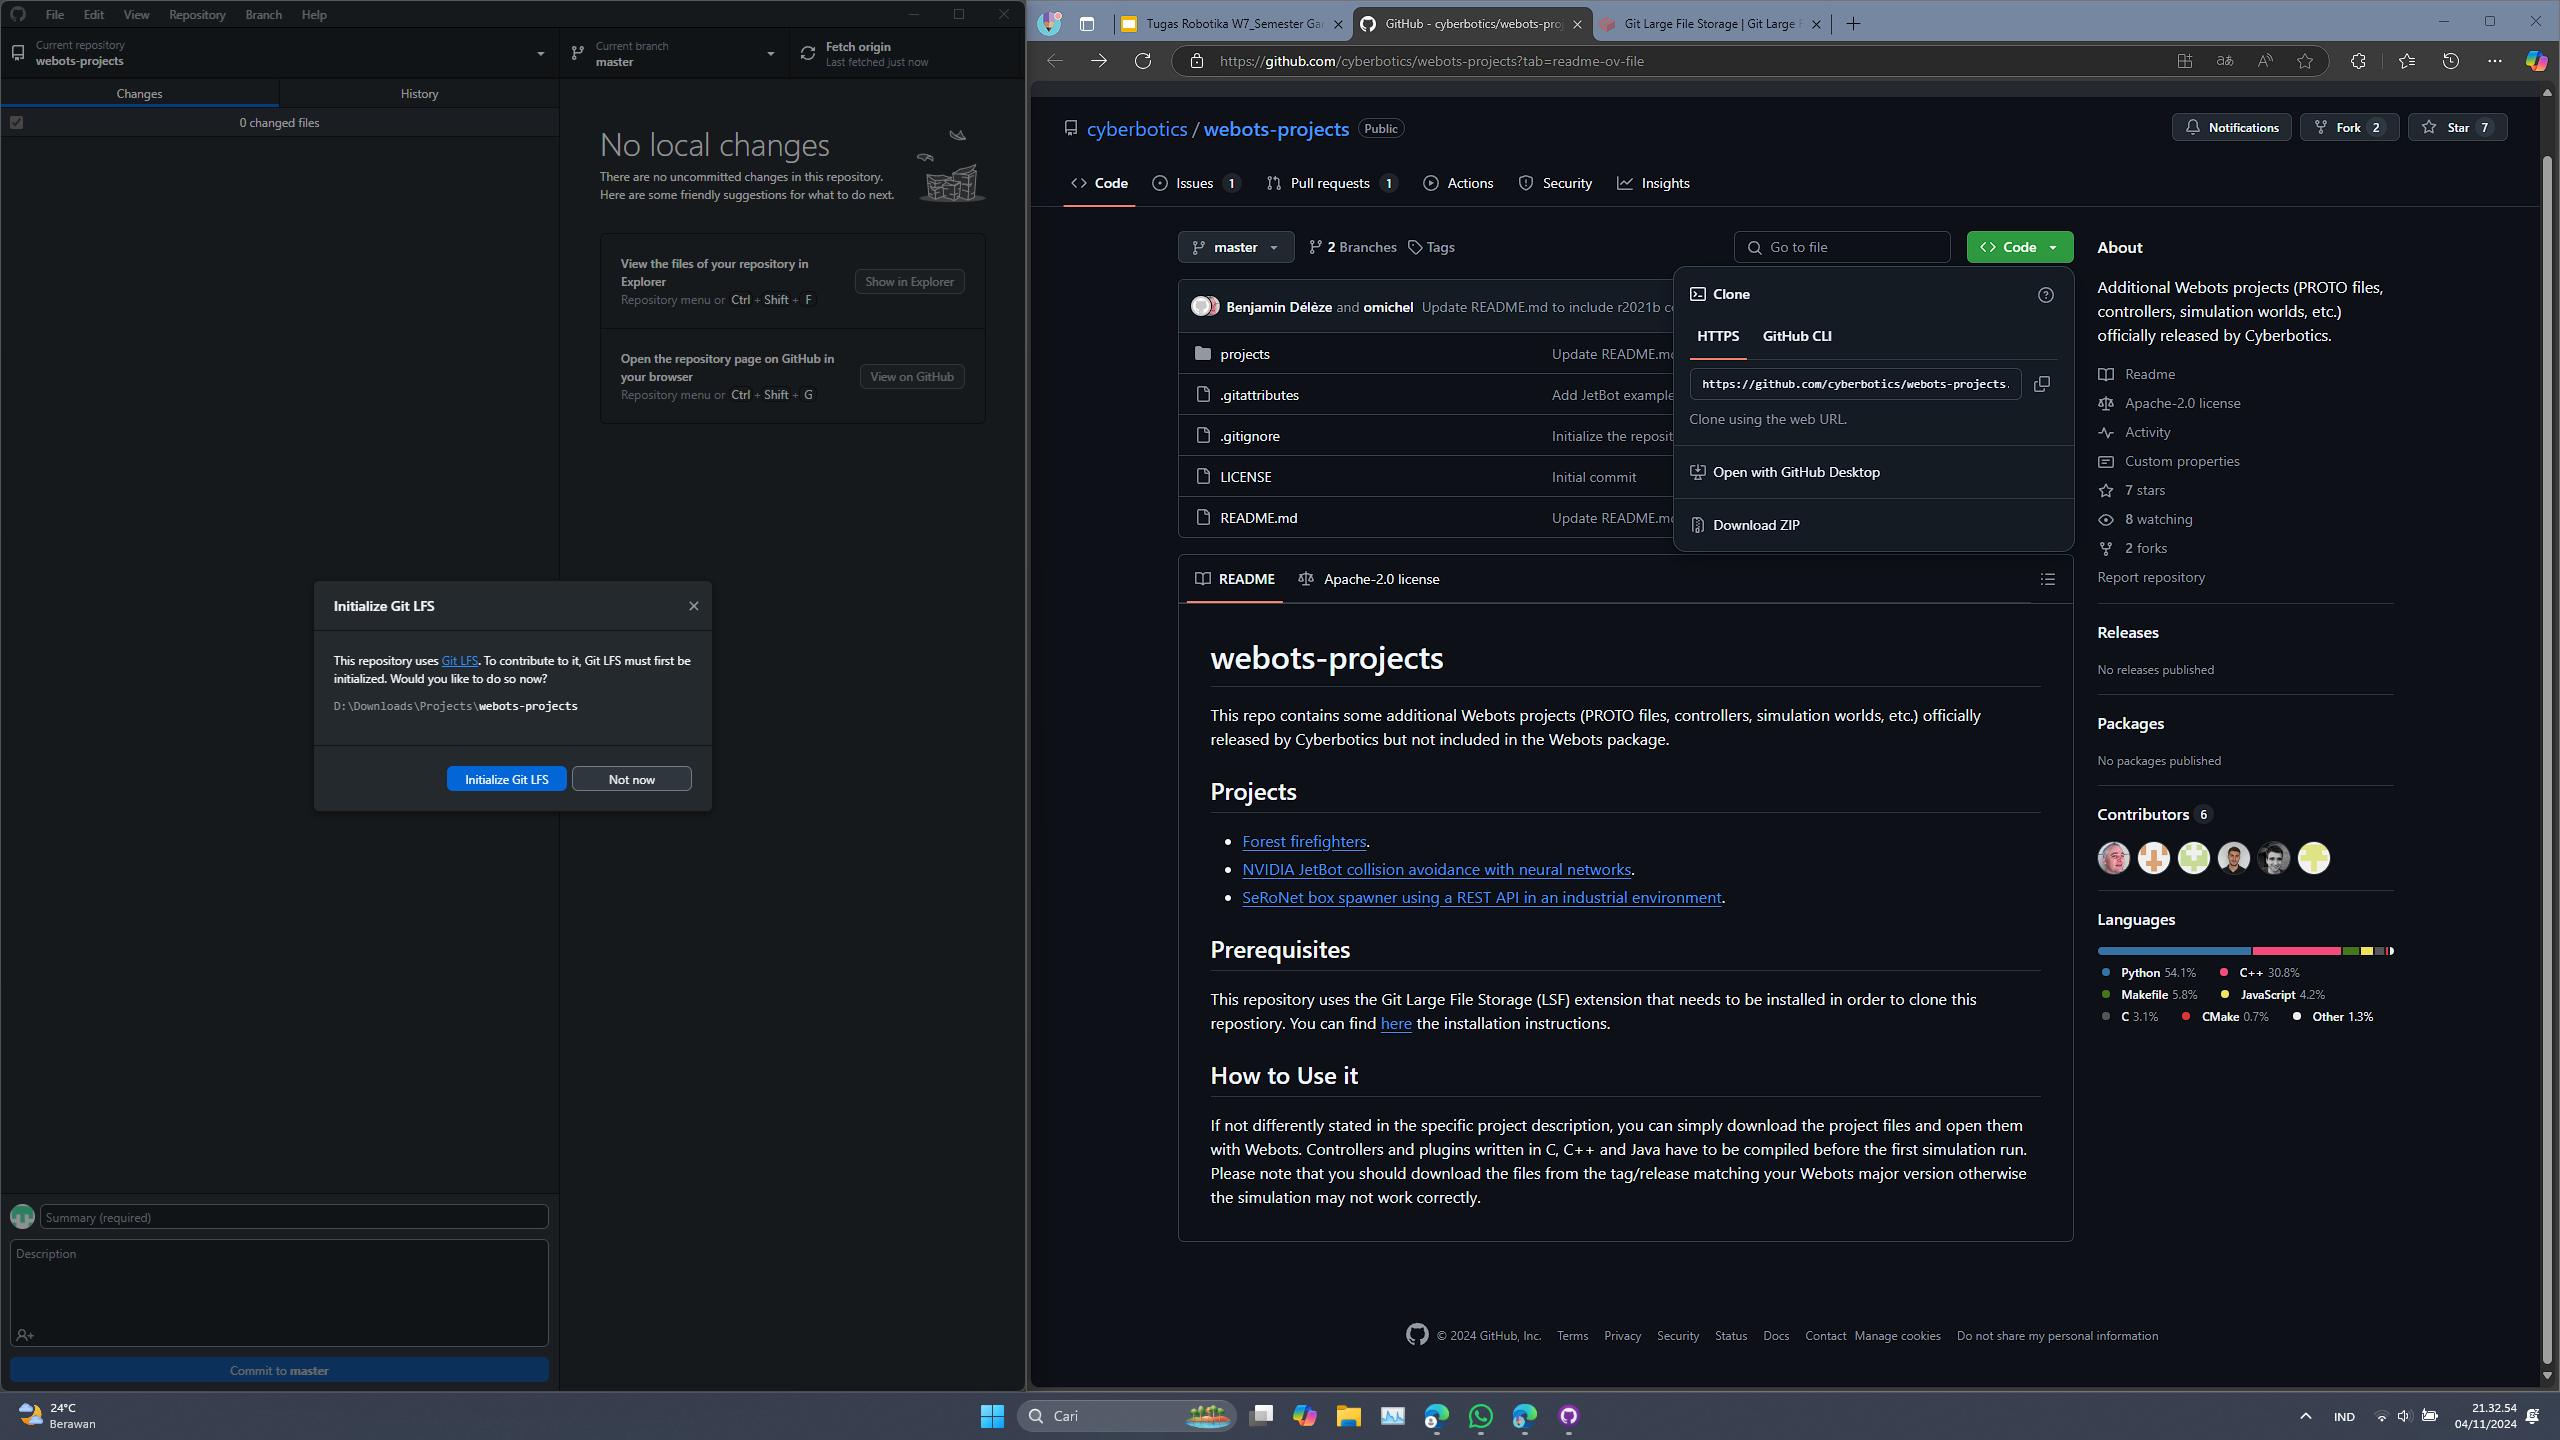 File Edit View Repository Branch Help
Current repository
webots-projects
Current branch
master
Fetch origin
Last fetched just now
Changes
History
0 changed files
No local changes
There are no uncommitted changes in this repository.
Here are some friendly suggestions for what to do next.
View the files of your repository in
Explorer
Repository menu or Ctrl + Shift + F
Show in Explorer
Open the repository page on GitHub in
your browser
Repository menu or Ctrl + Shift + G
View on GitHub
Initialize Git LFS
This repository uses Git LFS. To contribute to it, Git LFS must first be
initialized. Would you like to do so now?
D:\Downloads\Projects\webots-projects
Initialize Git LFS
Not now
Summary (required)
Description
Commit to master
Tugas Robotika W7_Semester Ga
GitHub - cyberbotics/webots-proj
Git Large File Storage | Git Large F
https://github.com/cyberbotics/webots-projects?tab=readme-ov-file
cyberbotics / webots-projects Public
Notifications
Fork 2
Star 7
Code
Issues 1
Pull requests 1
Actions
Security
Insights
master
2 Branches
Tags
Go to file
Code
Benjamin Délèze and omichel Update README.md to include r2021b c
projects Update README.md
.gitattributes Add JetBot example
.gitignore Initialize the reposit
LICENSE Initial commit
README.md Update README.md
Clone
HTTPS
GitHub CLI
https://github.com/cyberbotics/webots-projects.
Clone using the web URL.
Open with GitHub Desktop
Download ZIP
README
Apache-2.0 license
webots-projects
This repo contains some additional Webots projects (PROTO files, controllers, simulation worlds, etc.) officially
released by Cyberbotics but not included in the Webots package.
Projects
Forest firefighters.
NVIDIA JetBot collision avoidance with neural networks.
SeRoNet box spawner using a REST API in an industrial environment.
Prerequisites
This repository uses the Git Large File Storage (LSF) extension that needs to be installed in order to clone this
repostiory. You can find here the installation instructions.
How to Use it
If not differently stated in the specific project description, you can simply download the project files and open them
with Webots. Controllers and plugins written in C, C++ and Java have to be compiled before the first simulation run.
Please note that you should download the files from the tag/release matching your Webots major version otherwise
the simulation may not work correctly.
About
Additional Webots projects (PROTO files,
controllers, simulation worlds, etc.)
officially released by Cyberbotics.
Readme
Apache-2.0 license
Activity
Custom properties
7 stars
8 watching
2 forks
Report repository
Releases
No releases published
Packages
No packages published
Contributors 6
Languages
Python 54.1% C++ 30.8%
Makefile 5.8% JavaScript 4.2%
C 3.1% CMake 0.7% Other 1.3%
© 2024 GitHub, Inc. Terms Privacy Security Status Docs Contact Manage cookies Do not share my personal information
24°C
Berawan
Cari
IND
21.32.54
04/11/2024